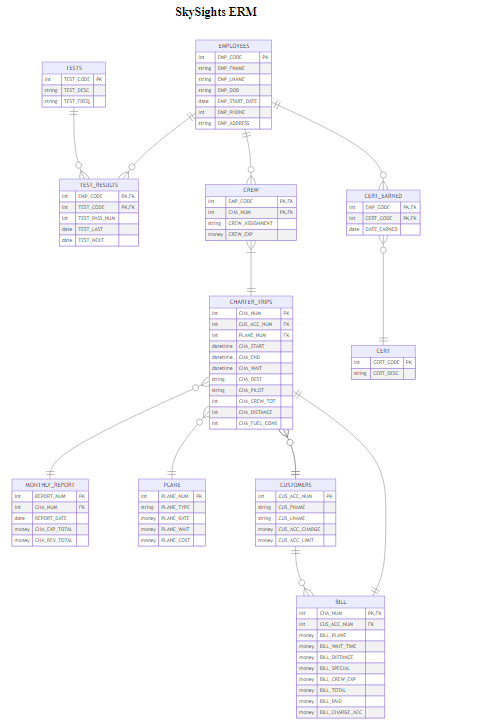 SkySights ERM
EMPLOYEES
int EMP_CODE PK
string EMP_FNAME
string EMP_LNAME
string EMP_DOB
date EMP_START_DATE
int EMP_PHONE
string EMP_ADDRESS
TESTS
int TEST_CODE PK
string TEST_DESC
string TEST_FREQ
TEST_RESULTS
int EMP_CODE PK,FK
int TEST_CODE PK,FK
int TEST_PASS_NUM
date TEST_LAST
date TEST_NEXT
CREW
int EMP_CODE PK,FK
int CHA_NUM PK,FK
string CREW_ASSIGNMENT
money CREW_EXP
CERT_EARNED
int EMP_CODE PK,FK
int CERT_CODE PK,FK
date DATE_EARNED
CHARTER_TRIPS
int CHA_NUM PK
int CUS_ACC_NUM FK
int PLANE_NUM FK
datetime CHA_START
datetime CHA_END
datetime CHA_WAIT
string CHA_DEST
string CHA_PILOT
int CHA_CREW_TOT
int CHA_DISTANCE
int CHA_FUEL_CONS
CERT
int CERT_CODE PK
string CERT_DESC
MONTHLY_REPORT
int REPORT_NUM PK
int CHA_NUM FK
date REPORT_DATE
money CHA_EXP_TOTAL
money CHA_REV_TOTAL
PLANE
int PLANE_NUM PK
string PLANE_TYPE
money PLANE_RATE
money PLANE_WAIT
money PLANE_COST
CUSTOMERS
int CUS_ACC_NUM PK
string CUS_FNAME
string CUS_LNAME
money CUS_ACC_CHARGE
money CUS_ACC_LIMIT
BILL
int CHA_NUM PK,FK
int CUS_ACC_NUM FK
money BILL_PLANE
money BILL_WAIT_TIME
money BILL_DISTANCE
money BILL_SPECIAL
money BILL_CREW_EXP
money BILL_TOTAL
money BILL_PAID
money BILL_CHARGE_ACC